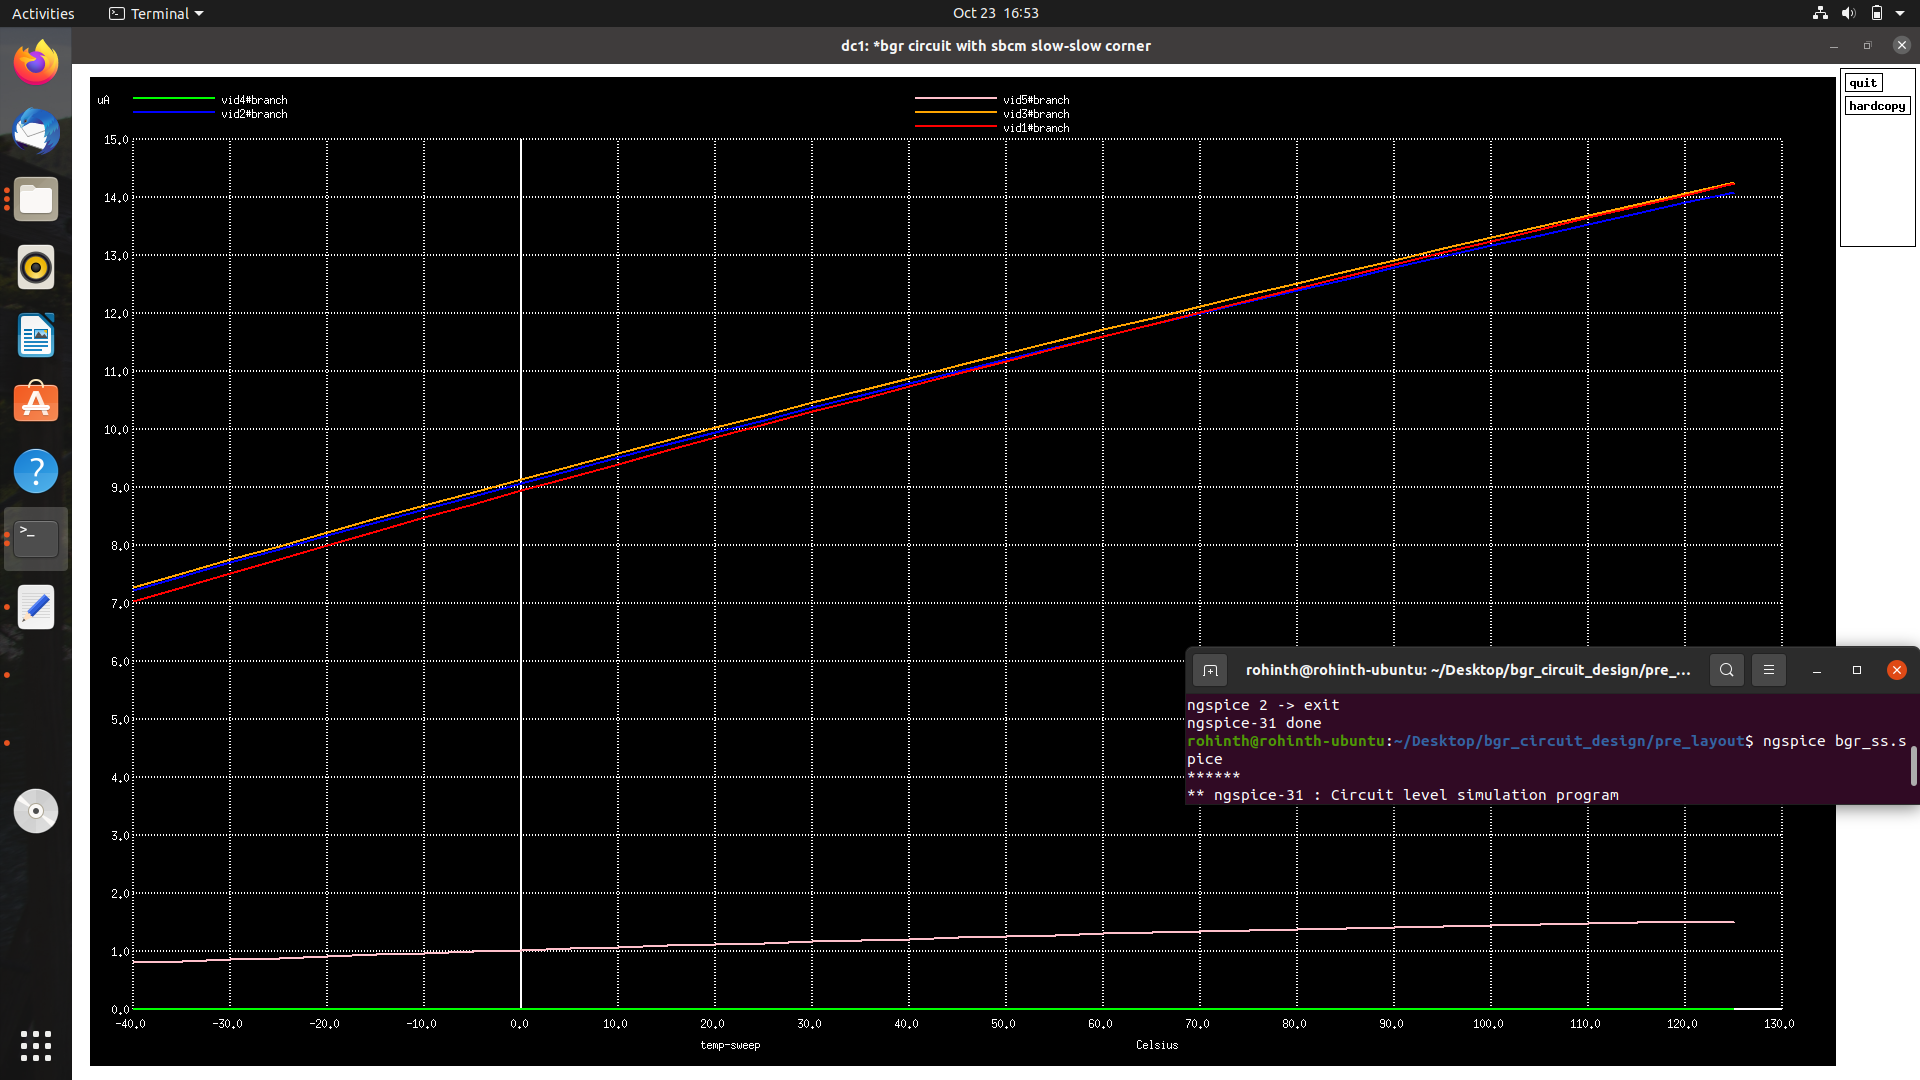 Activities
Terminal
Oct 23 16:53
dc1: *bgr circuit with sbcm slow-slow corner
quit
hardcopy
uA
vid4#branch
vid2#branch
vid5#branch
vid3#branch
vid1#branch
15.0
14.0
13.0
12.0
11.0
10.0
9.0
8.0
7.0
6.0
5.0
4.0
3.0
2.0
1.0
0.0
-40.0 -30.0 -20.0 -10.0 0.0 10.0 20.0 30.0 40.0 50.0 60.0 70.0 80.0 90.0 100.0 110.0 120.0 130.0
temp-sweep Celsius
rohinth@rohinth-ubuntu: ~/Desktop/bgr_circuit_design/pre_...
ngspice 2 -> exit
ngspice-31 done
rohinth@rohinth-ubuntu:~/Desktop/bgr_circuit_design/pre_layout$ ngspice bgr_ss.s
pice
******
** ngspice-31 : Circuit level simulation program